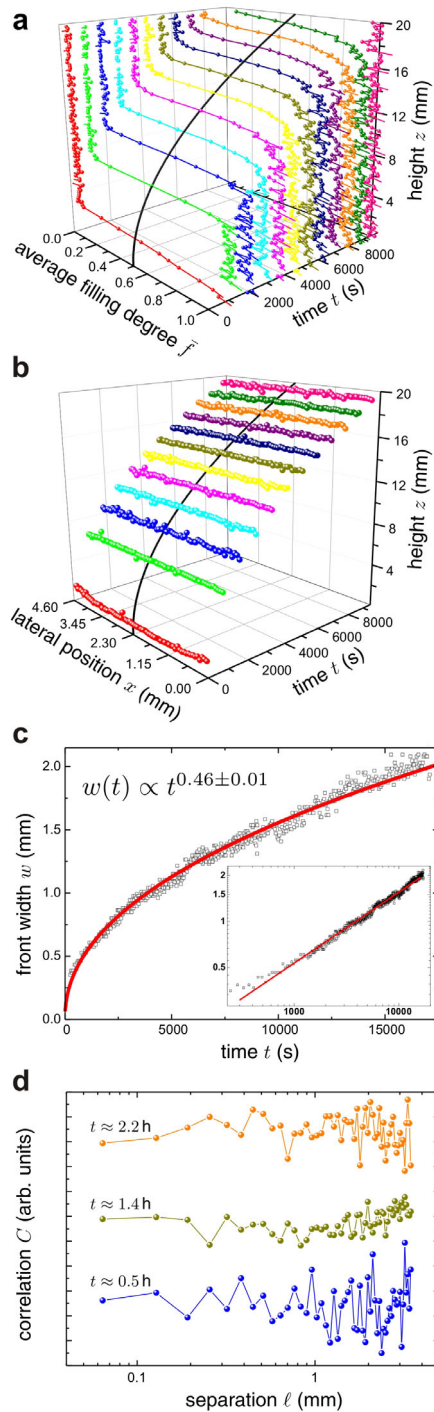 a
20
16
12
8
4
height z (mm)
0.0
0.2
0.4
0.6
0.8
1.0
average filling degree f̄
0
2000
4000
6000
8000
time t (s)
b
20
16
12
8
4
height z (mm)
4.60
3.45
2.30
1.15
0.00
lateral position x (mm)
0
2000
4000
6000
8000
time t (s)
c
w(t) ∝ t^0.46±0.01
2.0
1.5
1.0
0.5
0.0
front width w (mm)
2
1.5
1
0.5
1000
10000
0
5000
10000
15000
time t (s)
d
t ≈ 2.2 h
t ≈ 1.4 h
t ≈ 0.5 h
correlation C (arb. units)
0.1
1
separation ℓ (mm)